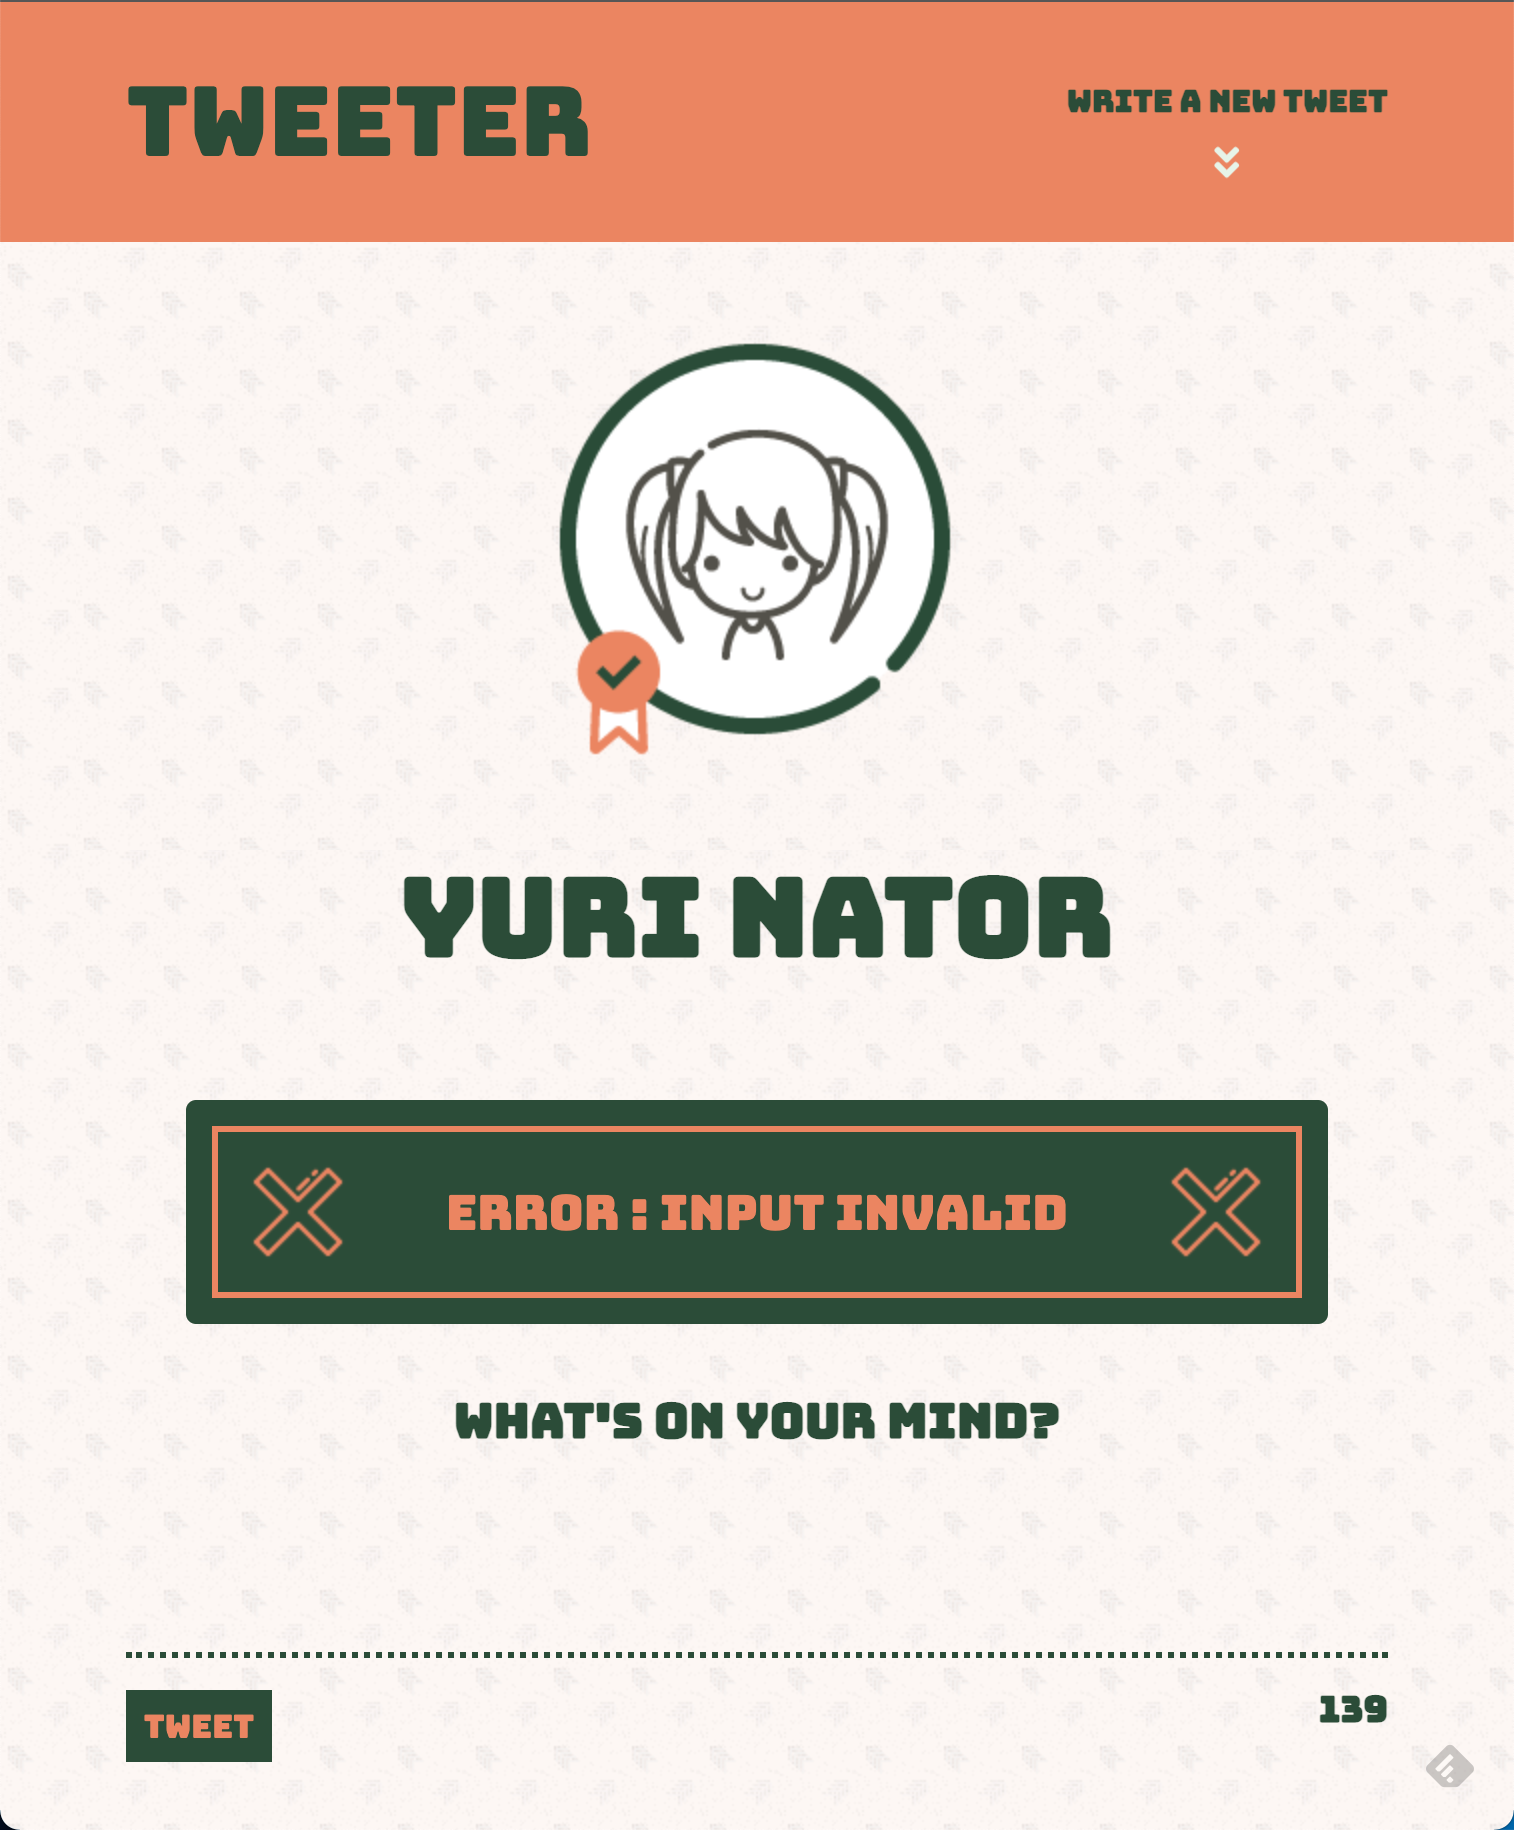 TWEETER
WRITE A NEW TWEET
YURI NATOR
ERROR : INPUT INVALID
WHAT'S ON YOUR MIND?
TWEET
139